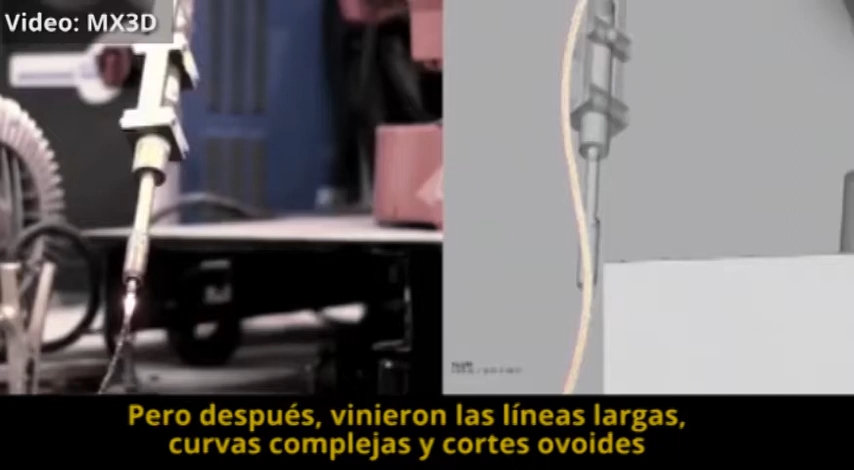 Video: MX3D
Pero después, vinieron las líneas largas,
curvas complejas y cortes ovoides